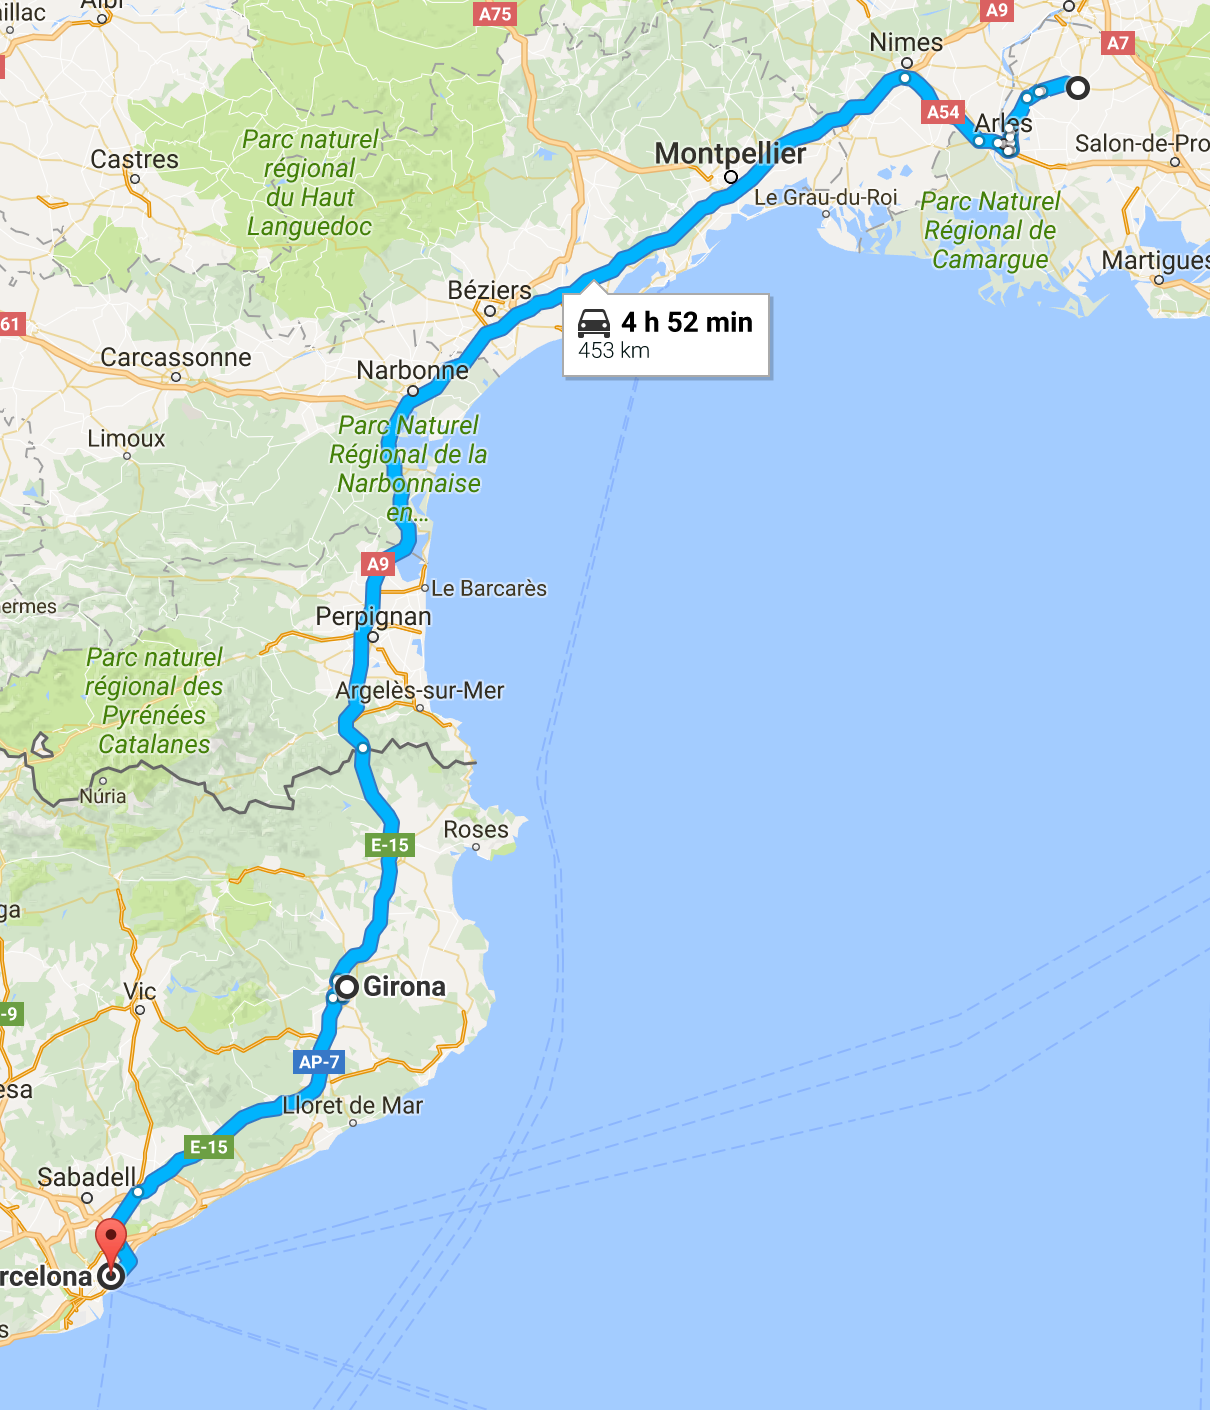 A75
A9
A7
Nimes
A54
Arles
Salon-de-Pro
Parc naturel
régional
du Haut
Languedoc
Castres
Montpellier
Le Grau-du-Roi
Parc Naturel
Régional de
Camargue
Martigues
Béziers
4 h 52 min
453 km
61
Carcassonne
Narbonne
Parc Naturel
Régional de la
Narbonnaise
en...
Limoux
A9
Le Barcarès
ermes
Perpignan
Parc naturel
régional des
Pyrénées
Catalanes
Argelès-sur-Mer
Núria
Roses
E-15
ga
Vic
Girona
-9
AP-7
esa
Lloret de Mar
E-15
Sabadell
rcelona
s